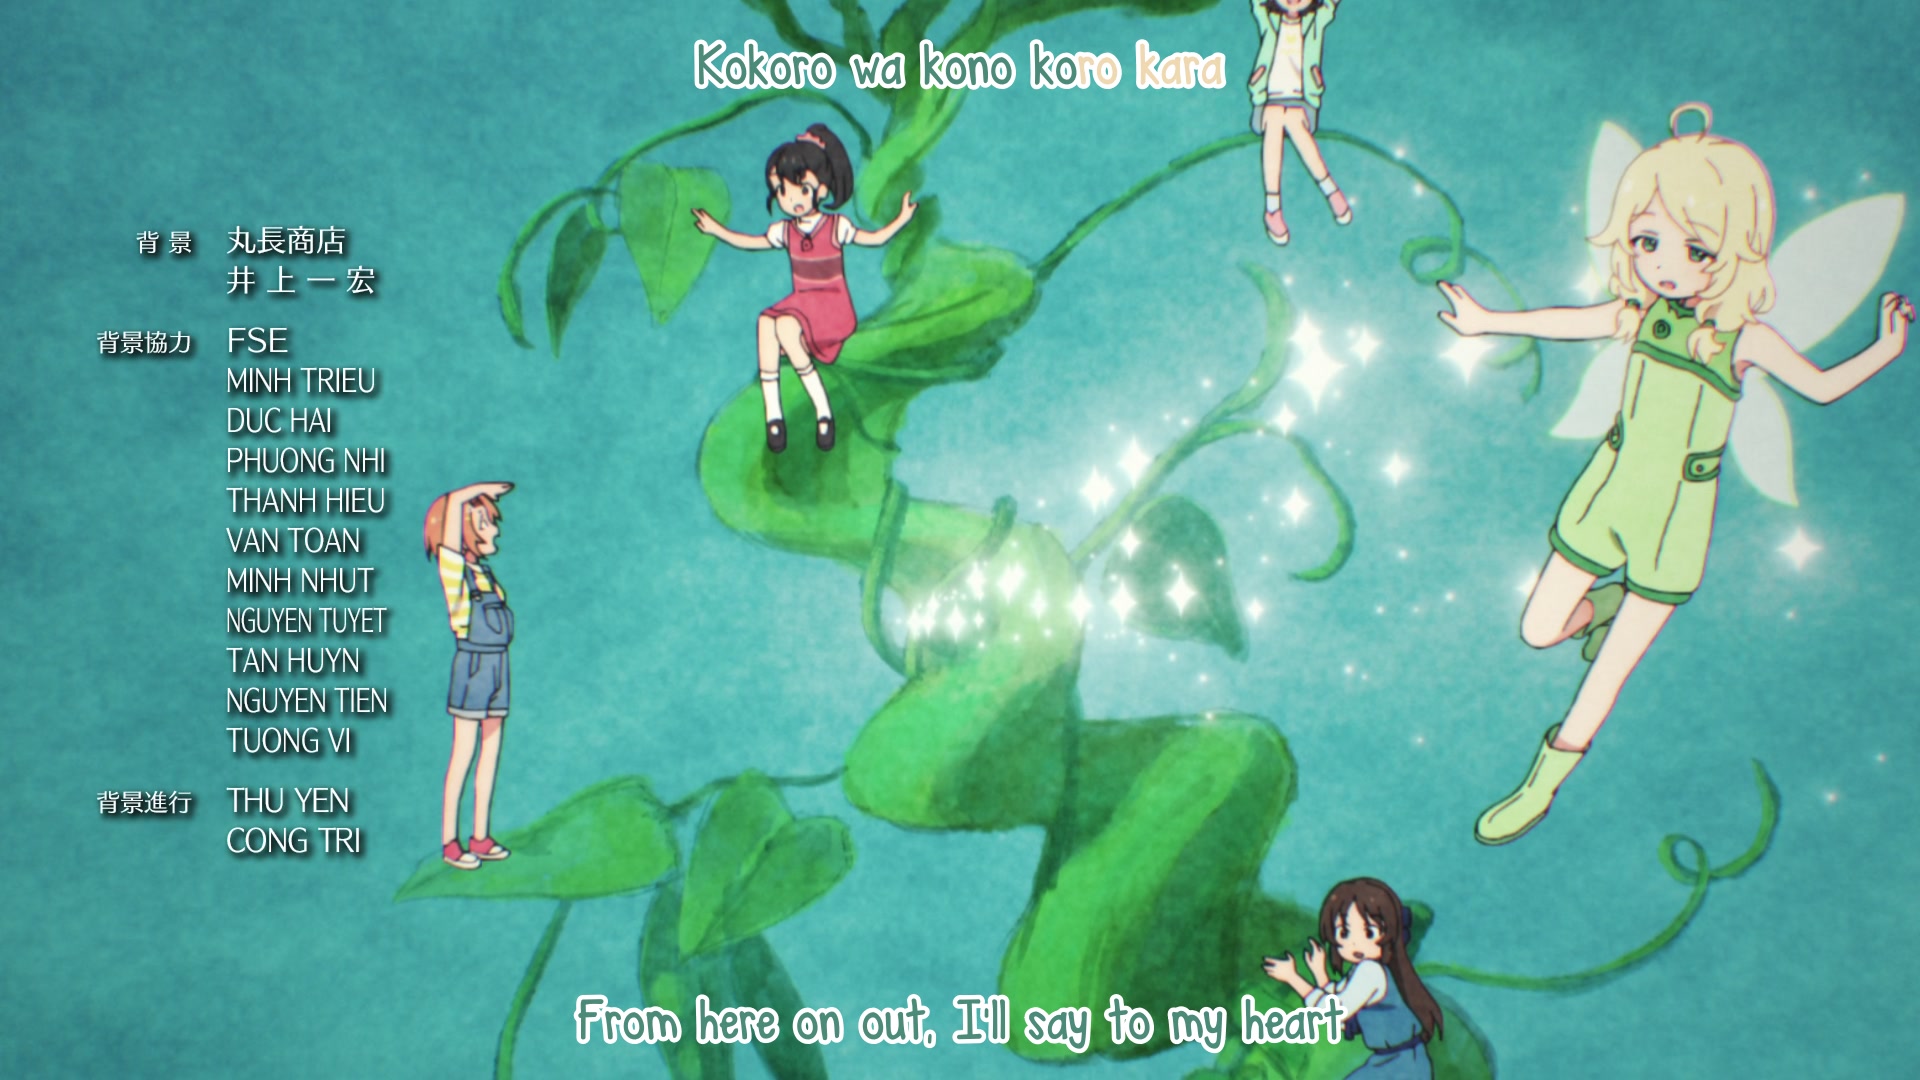 Kokoro wa kono koro kara
背景 丸長商店
井上一宏
背景協力 FSE
MINH TRIEU
DUC HAI
PHUONG NHI
THANH HIEU
VAN TOAN
MINH NHUT
NGUYEN TUYET
TAN HUYN
NGUYEN TIEN
TUONG VI
背景進行 THU YEN
CONG TRI
From here on out, I'll say to my heart